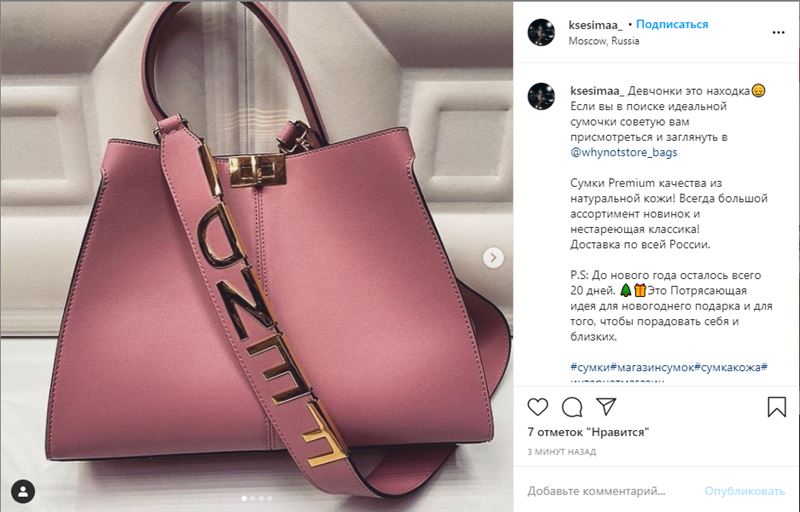 FENDI
ksesimaa_ • Подписаться
Moscow, Russia
ksesimaa_ Девчонки это находка😑
Если вы в поиске идеальной
сумочки советую вам
присмотреться и заглянуть в
@whynotstore_bags
Сумки Premium качества из
натуральной кожи! Всегда большой
ассортимент новинок и
нестареющая классика!
Доставка по всей России.
P.S: До нового года осталось всего
20 дней. 🌲🎁Это Потрясающая
идея для новогоднего подарка и для
того, чтобы порадовать себя и
близких.
#сумки#магазинсумок#сумкакожа#
интернетмагазин
7 отметок "Нравится"
3 МИНУТ НАЗАД
Добавьте комментарий...
Опубликовать